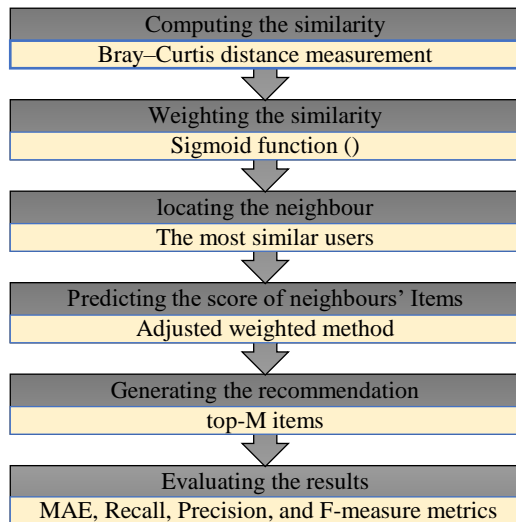 Computing the similarity
Bray–Curtis distance measurement
Weighting the similarity
Sigmoid function ()
locating the neighbour
The most similar users
Predicting the score of neighbours’ Items
Adjusted weighted method
Generating the recommendation
top-M items
Evaluating the results
MAE, Recall, Precision, and F-measure metrics